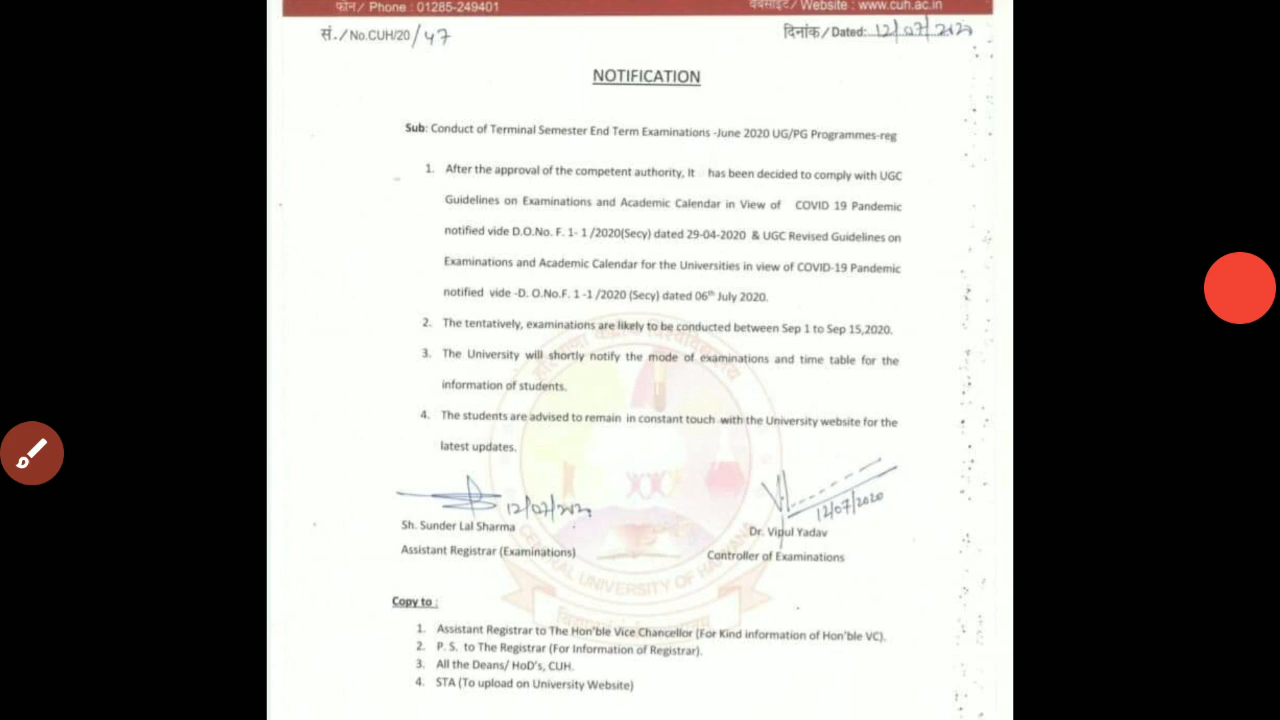 फोन/ Phone : 01285-249401 वेबसाईट/ Website : www.cuh.ac.in
सं./No.CUH/20/47 दिनांक/Dated: 12/07/2020
NOTIFICATION
Sub: Conduct of Terminal Semester End Term Examinations -June 2020 UG/PG Programmes-reg
1. After the approval of the competent authority, It has been decided to comply with UGC
Guidelines on Examinations and Academic Calendar in View of COVID 19 Pandemic
notified vide D.O.No. F. 1- 1 /2020(Secy) dated 29-04-2020 & UGC Revised Guidelines on
Examinations and Academic Calendar for the Universities in view of COVID-19 Pandemic
notified vide -D. O.No.F. 1 -1 /2020 (Secy) dated 06th July 2020.
2. The tentatively, examinations are likely to be conducted between Sep 1 to Sep 15,2020.
3. The University will shortly notify the mode of examinations and time table for the
information of students.
4. The students are advised to remain in constant touch with the University website for the
latest updates.
12/07/2020 12/07/2020
Sh. Sunder Lal Sharma Dr. Vipul Yadav
Assistant Registrar (Examinations) Controller of Examinations
CENTRAL UNIVERSITY OF HARYANA
Copy to :
1. Assistant Registrar to The Hon'ble Vice Chancellor (For Kind information of Hon'ble VC).
2. P. S. to The Registrar (For Information of Registrar).
3. All the Deans/ HoD's, CUH.
4. STA (To upload on University Website)